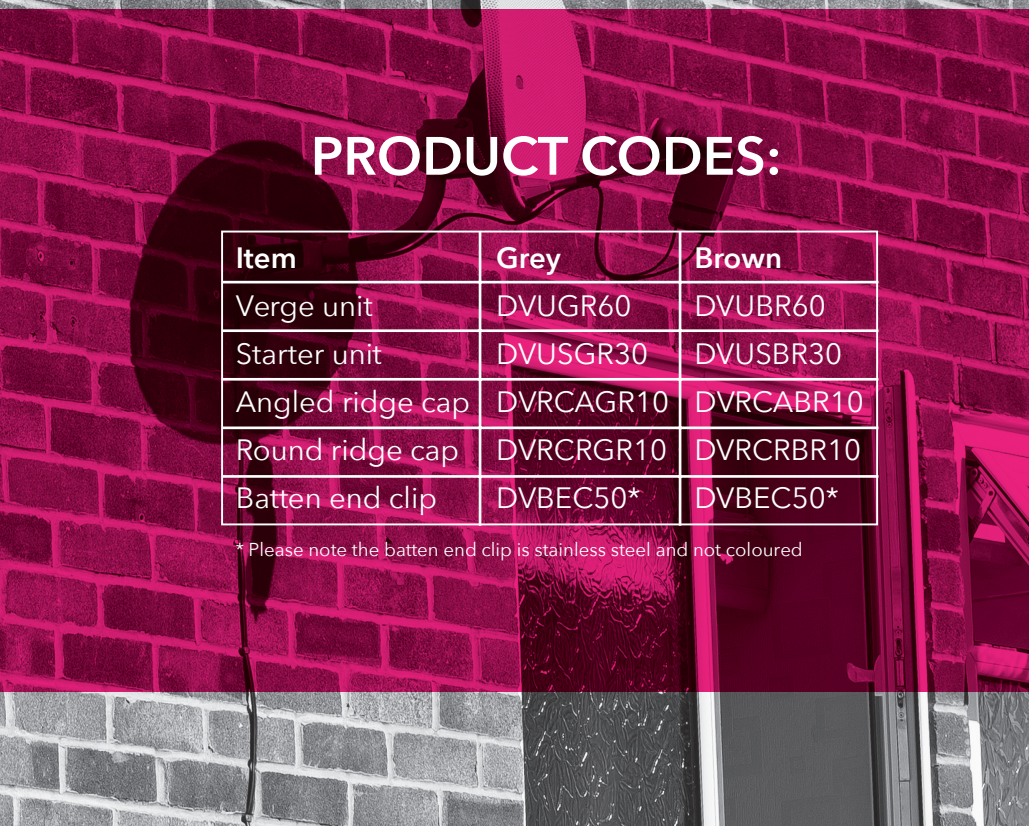 PRODUCT CODES:
Item Grey Brown
Verge unit DVUGR60 DVUBR60
Starter unit DVUSGR30 DVUSBR30
Angled ridge cap DVRCAGR10 DVRCABR10
Round ridge cap DVRCRGR10 DVRCRBR10
Batten end clip DVBEC50* DVBEC50*
* Please note the batten end clip is stainless steel and not coloured